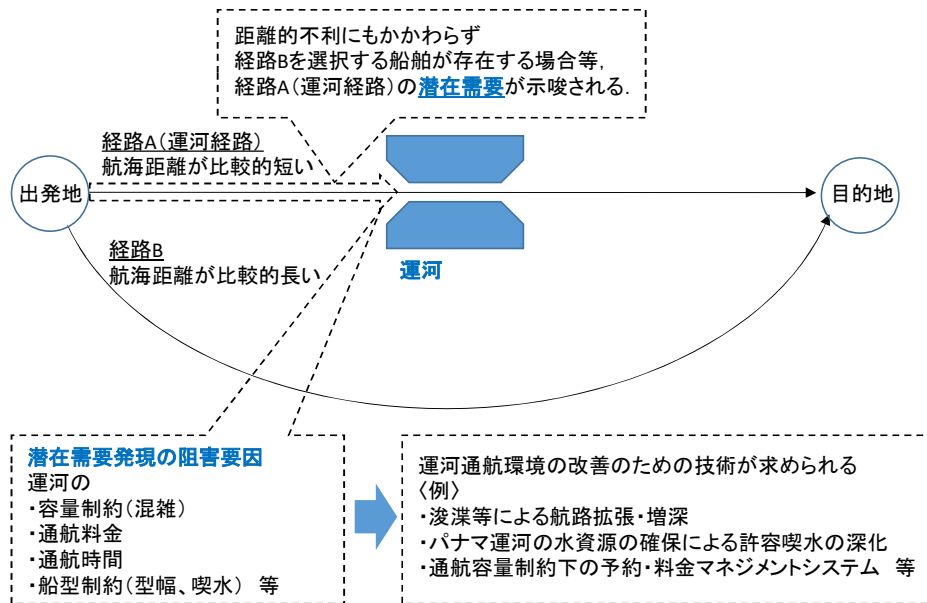 距離的不利にもかかわらず
経路Bを選択する船舶が存在する場合等，
経路A（運河経路）の潜在需要が示唆される．
経路A（運河経路）
航海距離が比較的短い
出発地
目的地
経路B
航海距離が比較的長い
運河
潜在需要発現の阻害要因
運河の
・容量制約（混雑）
・通航料金
・通航時間
・船型制約（型幅、喫水） 等
運河通航環境の改善のための技術が求められる
〈例〉
・浚渫等による航路拡張・増深
・パナマ運河の水資源の確保による許容喫水の深化
・通航容量制約下の予約・料金マネジメントシステム 等